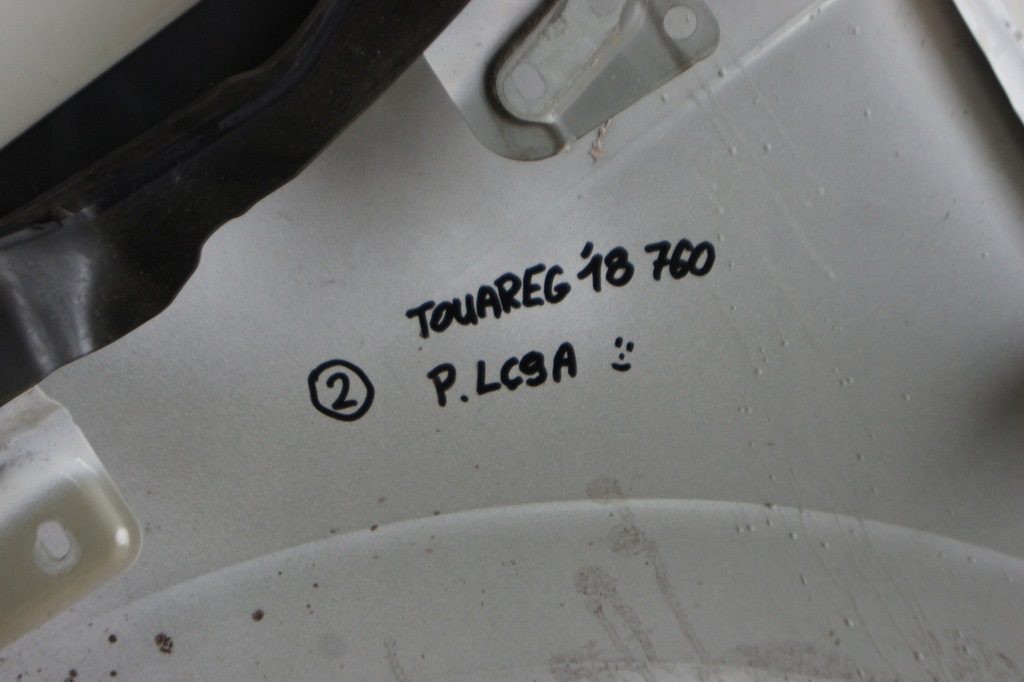 TOUAREG '18 760
② P. LC9A :)